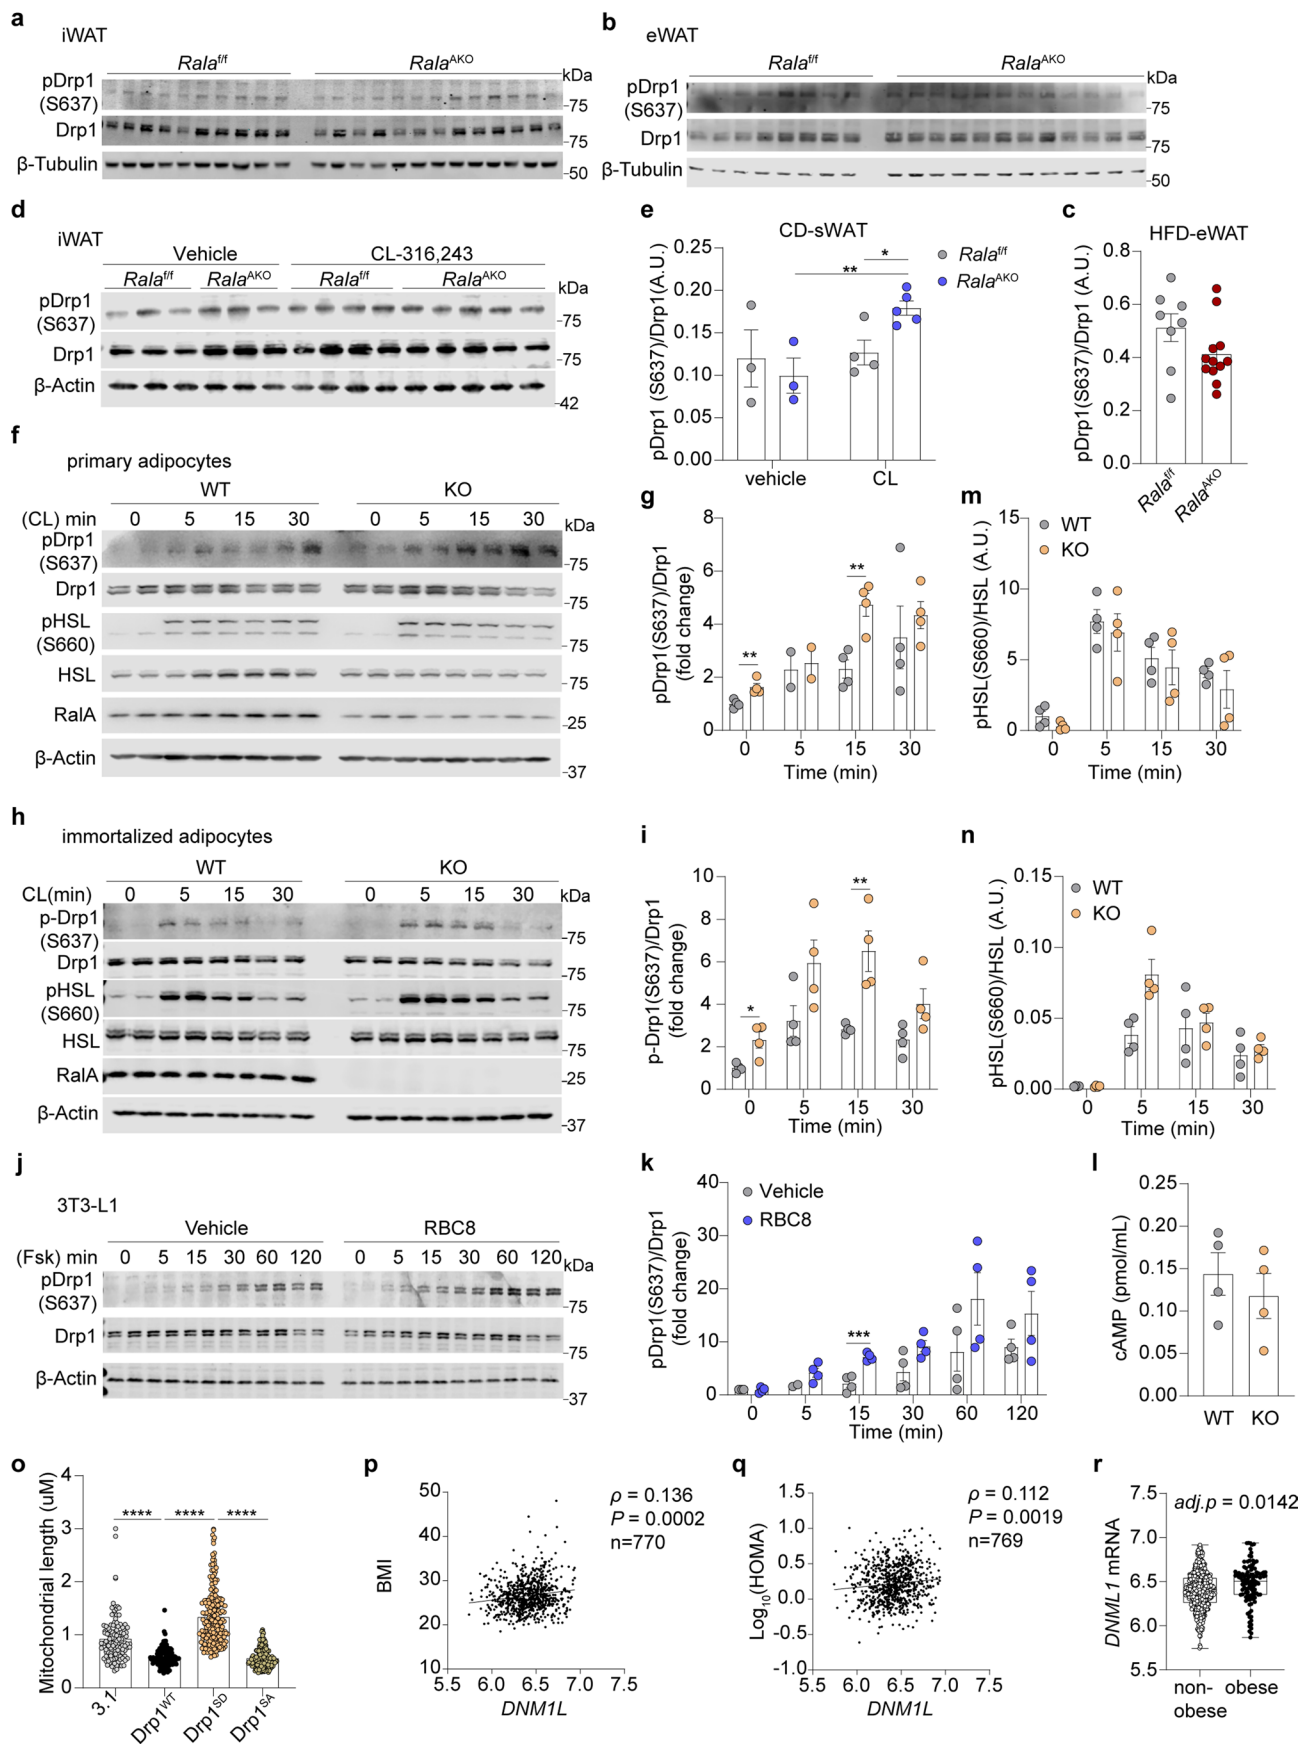 a
iWAT
Rala^f/f
Rala^AKO
kDa
pDrp1
(S637)
-75
Drp1
-75
β-Tubulin
-50
b
eWAT
Rala^f/f
Rala^AKO
kDa
pDrp1
(S637)
-75
Drp1
-75
β-Tubulin
-50
d
iWAT
Vehicle
CL-316,243
Rala^f/f
Rala^AKO
Rala^f/f
Rala^AKO
kDa
pDrp1
(S637)
-75
Drp1
-75
β-Actin
-42
e
CD-sWAT
pDrp1 (S637)/Drp1(A.U.)
0.25
0.20
0.15
0.10
0.05
0.00
**
*
Rala^f/f
Rala^AKO
vehicle
CL
c
HFD-eWAT
pDrp1(S637)/Drp1 (A.U.)
0.8
0.6
0.4
0.2
0.0
Rala^f/f
Rala^AKO
f
primary adipocytes
WT
KO
(CL) min
0 5 15 30
0 5 15 30
kDa
pDrp1
(S637)
-75
Drp1
-75
pHSL
(S660)
-75
HSL
-75
RalA
-25
β-Actin
-37
g
pDrp1(S637)/Drp1
(fold change)
8
6
4
2
0
**
**
0 5 15 30
Time (min)
m
pHSL(S660)/HSL (A.U.)
15
10
5
0
WT
KO
0 5 15 30
Time (min)
h
immortalized adipocytes
WT
KO
CL(min)
0 5 15 30
0 5 15 30
kDa
p-Drp1
(S637)
-75
Drp1
pHSL
(S660)
-75
HSL
-75
RalA
-25
β-Actin
-37
i
p-Drp1(S637)/Drp1
(fold change)
10
8
6
4
2
0
*
**
0 5 15 30
Time (min)
n
pHSL(S660)/HSL (A.U.)
0.15
0.10
0.05
0.00
WT
KO
0 5 15 30
Time (min)
j
3T3-L1
Vehicle
RBC8
(Fsk) min
0 5 15 30 60 120
0 5 15 30 60 120
kDa
pDrp1
(S637)
-75
Drp1
-75
β-Actin
-37
k
pDrp1(S637)/Drp1
(fold change)
40
30
20
10
0
Vehicle
RBC8
***
0 5 15 30 60 120
Time (min)
l
cAMP (pmol/mL)
0.25
0.20
0.15
0.10
0.05
0.00
WT KO
o
Mitochondrial length (uM)
4
3
2
1
0
**** **** ****
3.1
Drp1^WT
Drp1^SD
Drp1^SA
p
BMI
50
40
30
20
10
ρ = 0.136
P = 0.0002
n=770
5.5 6.0 6.5 7.0 7.5
DNM1L
q
Log₁₀(HOMA)
1.5
1.0
0.5
0.0
-0.5
-1.0
ρ = 0.112
P = 0.0019
n=769
5.5 6.0 6.5 7.0 7.5
DNM1L
r
DNML1 mRNA
7.5
7.0
6.5
6.0
5.5
adj.p = 0.0142
non-
obese
obese